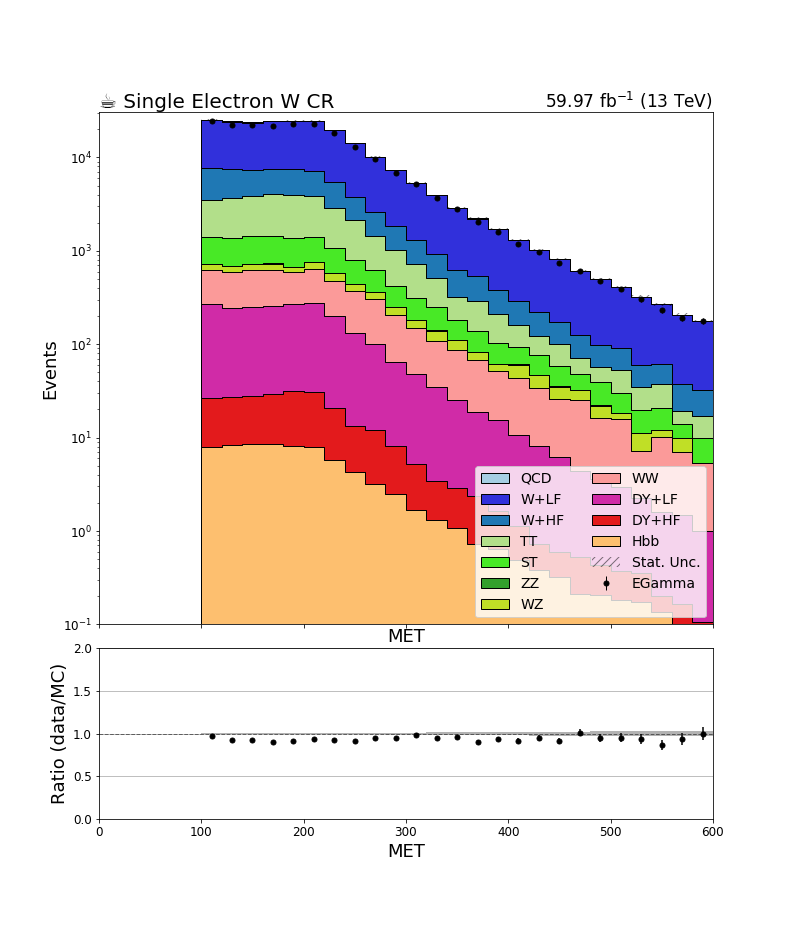 ☕ Single Electron W CR 59.97 fb⁻¹ (13 TeV)
Events
10⁴
10³
10²
10¹
10⁰
10⁻¹
QCD WW
W+LF DY+LF
W+HF DY+HF
TT Hbb
ST Stat. Unc.
ZZ EGamma
WZ
MET
Ratio (data/MC)
2.0
1.5
1.0
0.5
0.0
0 100 200 300 400 500 600
MET